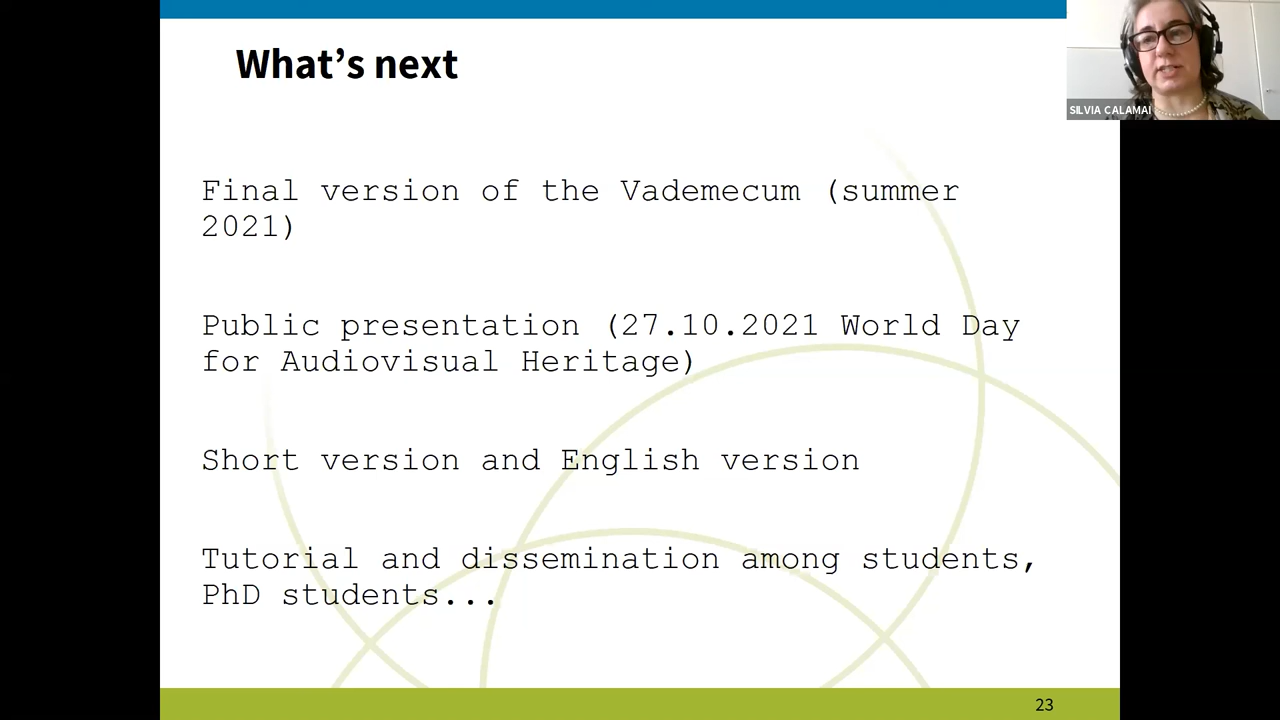 What’s next
SILVIA CALAMAI
Final version of the Vademecum (summer
2021)
Public presentation (27.10.2021 World Day
for Audiovisual Heritage)
Short version and English version
Tutorial and dissemination among students,
PhD students...
23